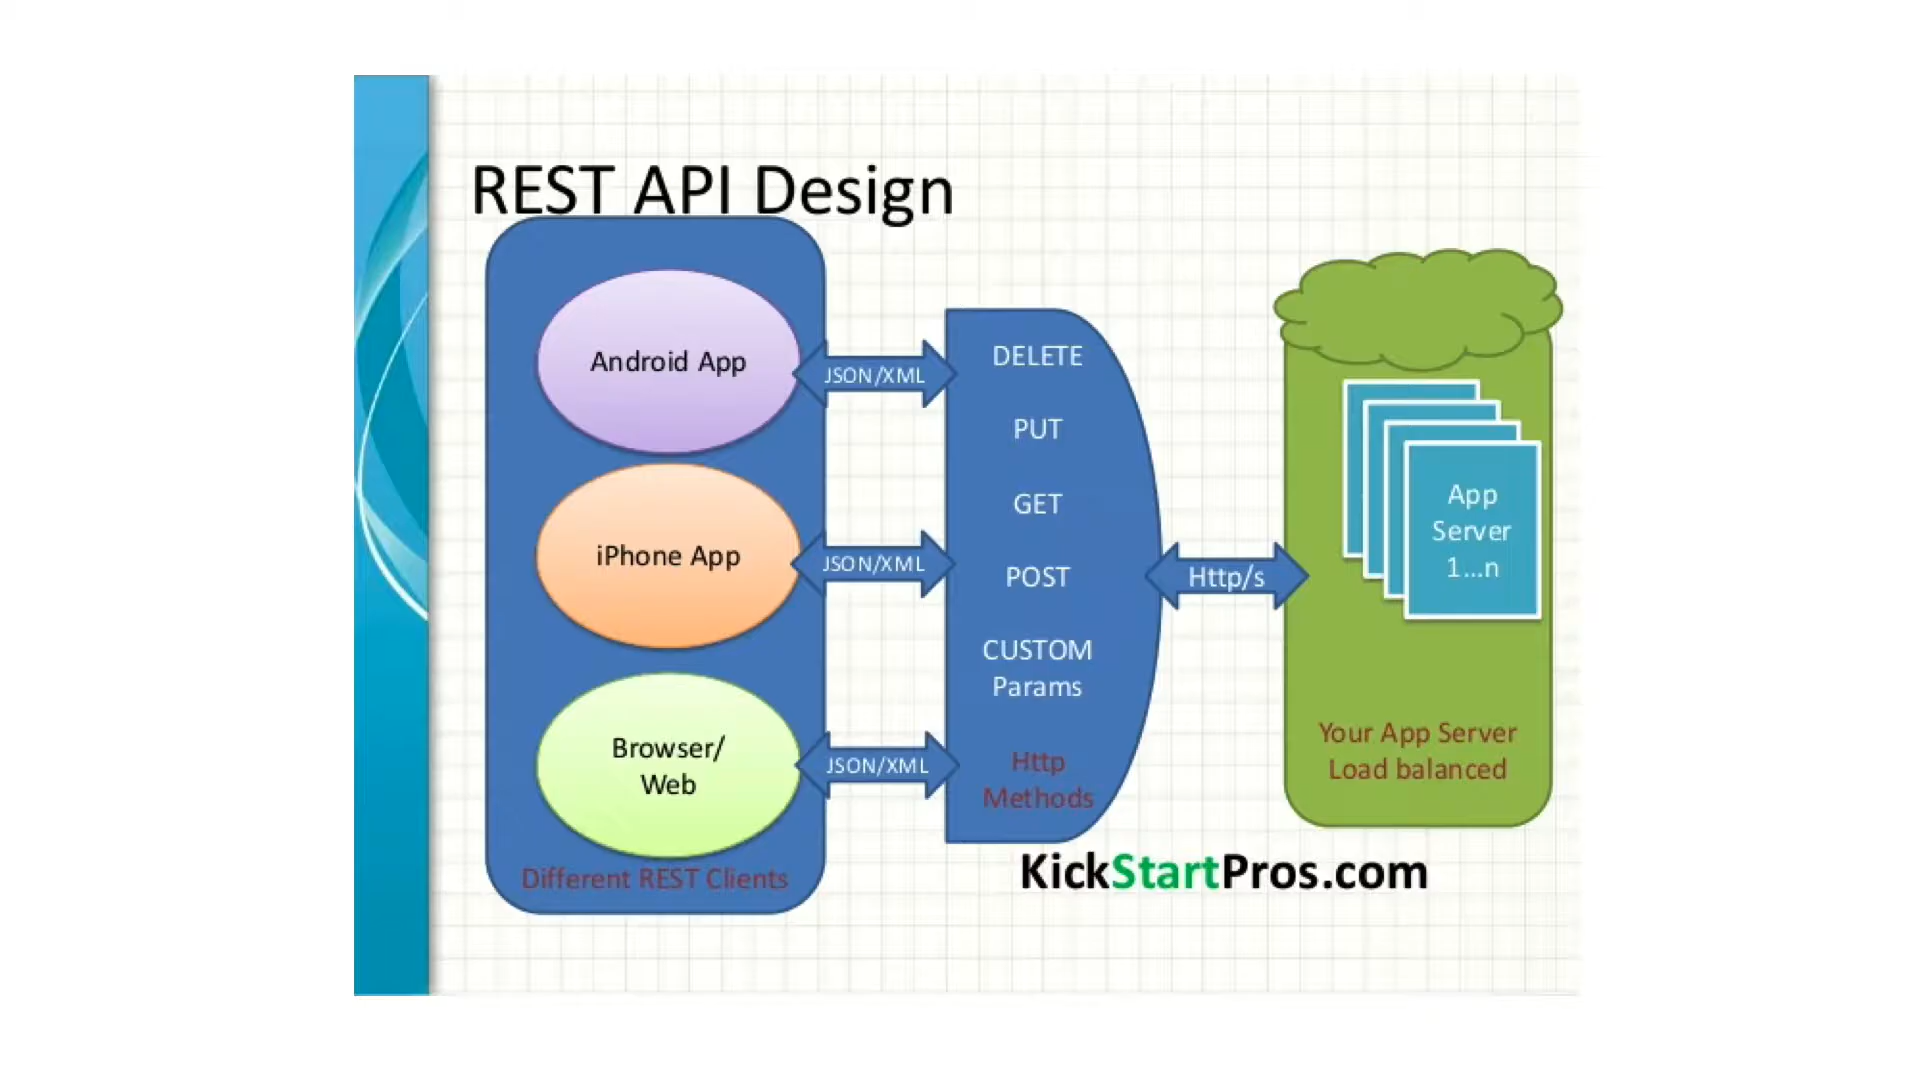 REST API Design
Android App
iPhone App
Browser/
Web
Different REST Clients
JSON/XML
JSON/XML
JSON/XML
DELETE
PUT
GET
POST
CUSTOM
Params
Http
Methods
Http/s
App
Server
1...n
Your App Server
Load balanced
KickStartPros.com